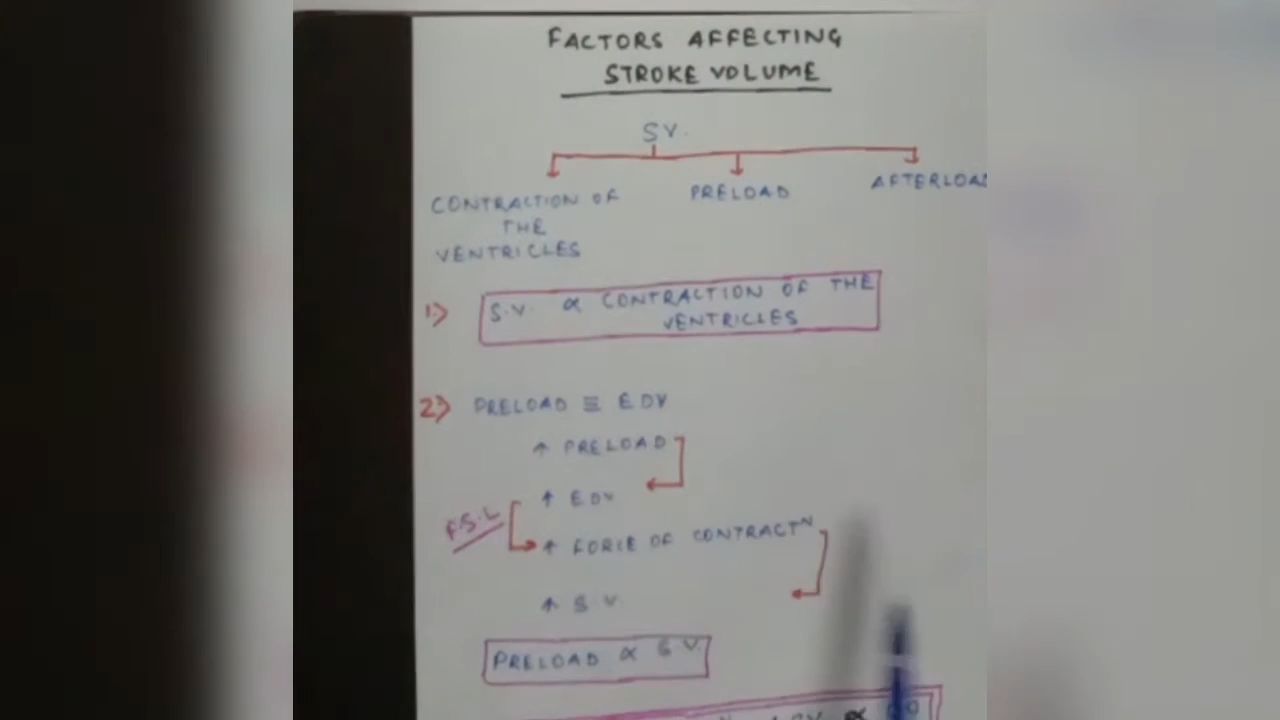 FACTORS AFFECTING
STROKE VOLUME
S.V.
CONTRACTION OF
THE
VENTRICLES
PRELOAD
AFTERLOAD
1)
S.V. ∝ CONTRACTION OF THE
VENTRICLES
2) PRELOAD ≡ EDV
↑ PRELOAD
↑ EDV
F.S.L
↑ FORCE OF CONTRACTN
↑ S.V.
PRELOAD ∝ S.V.
∝